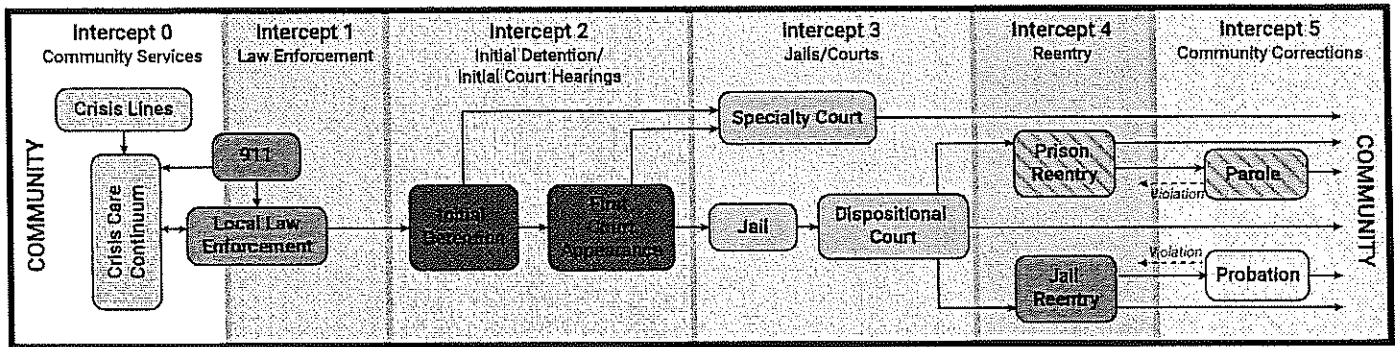 Intercept 0
Community Services
Intercept 1
Law Enforcement
Intercept 2
Initial Detention/
Initial Court Hearings
Intercept 3
Jails/Courts
Intercept 4
Reentry
Intercept 5
Community Corrections
COMMUNITY
Crisis Lines
Crisis Care
Continuum
911
Local Law
Enforcement
Initial
Detention
First
Court
Appearance
Specialty Court
Jail
Dispositional
Court
Prison
Reentry
Violation
Parole
Jail
Reentry
Violation
Probation
COMMUNITY